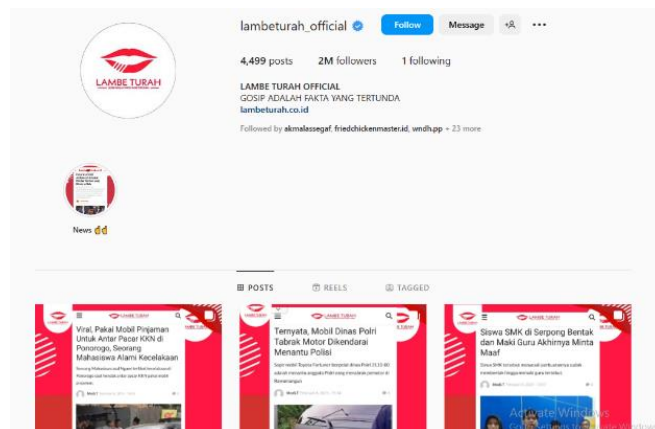 lambeturah_official
Follow
Message
4,499 posts 2M followers 1 following
LAMBE TURAH OFFICIAL
GOSIP ADALAH FAKTA YANG TERTUNDA
lambeturah.co.id
Followed by akmalassegaf, friedchickenmaster.id, wndh.pp + 23 more
LAMBE TURAH
News
POSTS
REELS
TAGGED
LAMBE TURAH
Viral, Pakai Mobil Pinjaman
Untuk Antar Pacar KKN di
Ponorogo, Seorang
Mahasiswa Alami Kecelakaan
LAMBE TURAH
Ternyata, Mobil Dinas Polri
Tabrak Motor Dikendarai
Menantu Polisi
LAMBE TURAH
Siswa SMK di Serpong Bentak
dan Maki Guru Akhirnya Minta
Maaf
Activate Windows